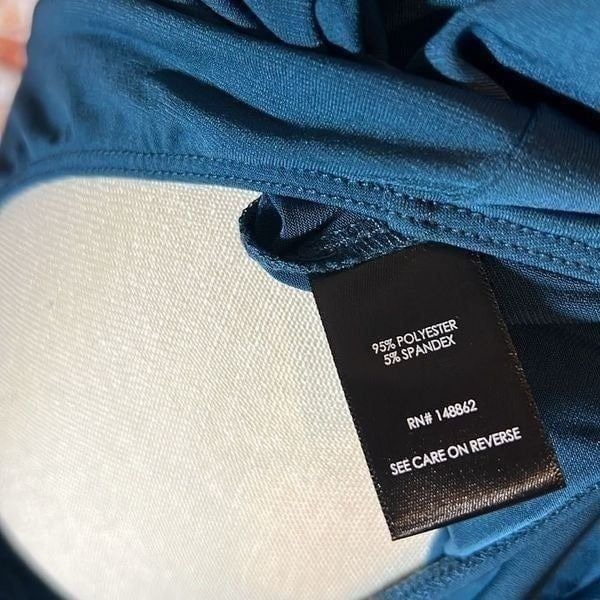 95% POLYESTER
5% SPANDEX
RN# 148862
SEE CARE ON REVERSE